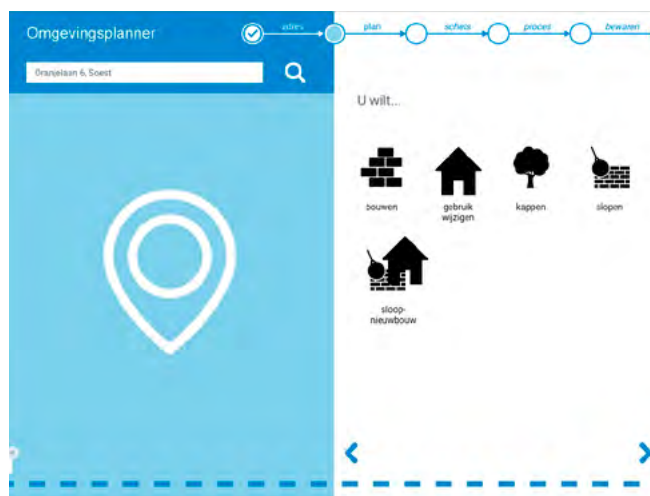 Omgevingsplanner
adres
plan
schets
proces
bewaren
Oranjelaan 6, Soest
U wilt...
bouwen
gebruik
wijzigen
kappen
slopen
sloop-
nieuwbouw